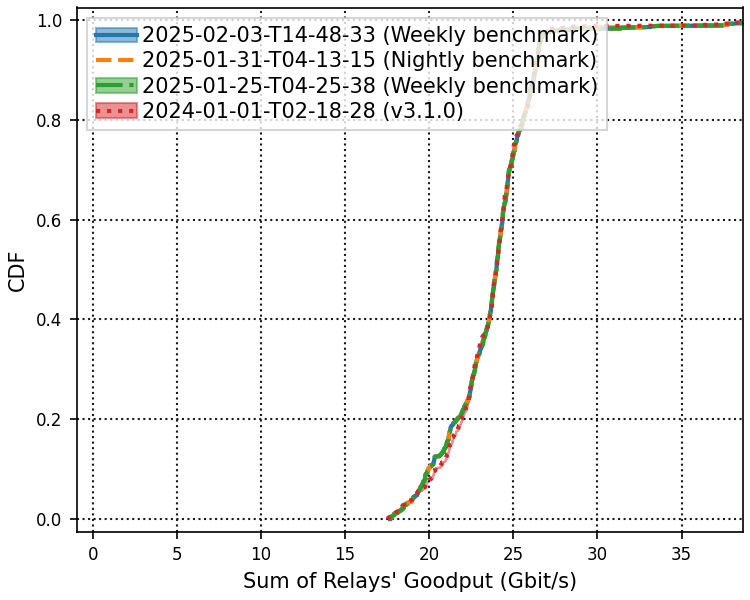 2025-02-03-T14-48-33 (Weekly benchmark)
2025-01-31-T04-13-15 (Nightly benchmark)
2025-01-25-T04-25-38 (Weekly benchmark)
2024-01-01-T02-18-28 (v3.1.0)
1.0
0.8
0.6
0.4
0.2
0.0
CDF
0 5 10 15 20 25 30 35
Sum of Relays' Goodput (Gbit/s)